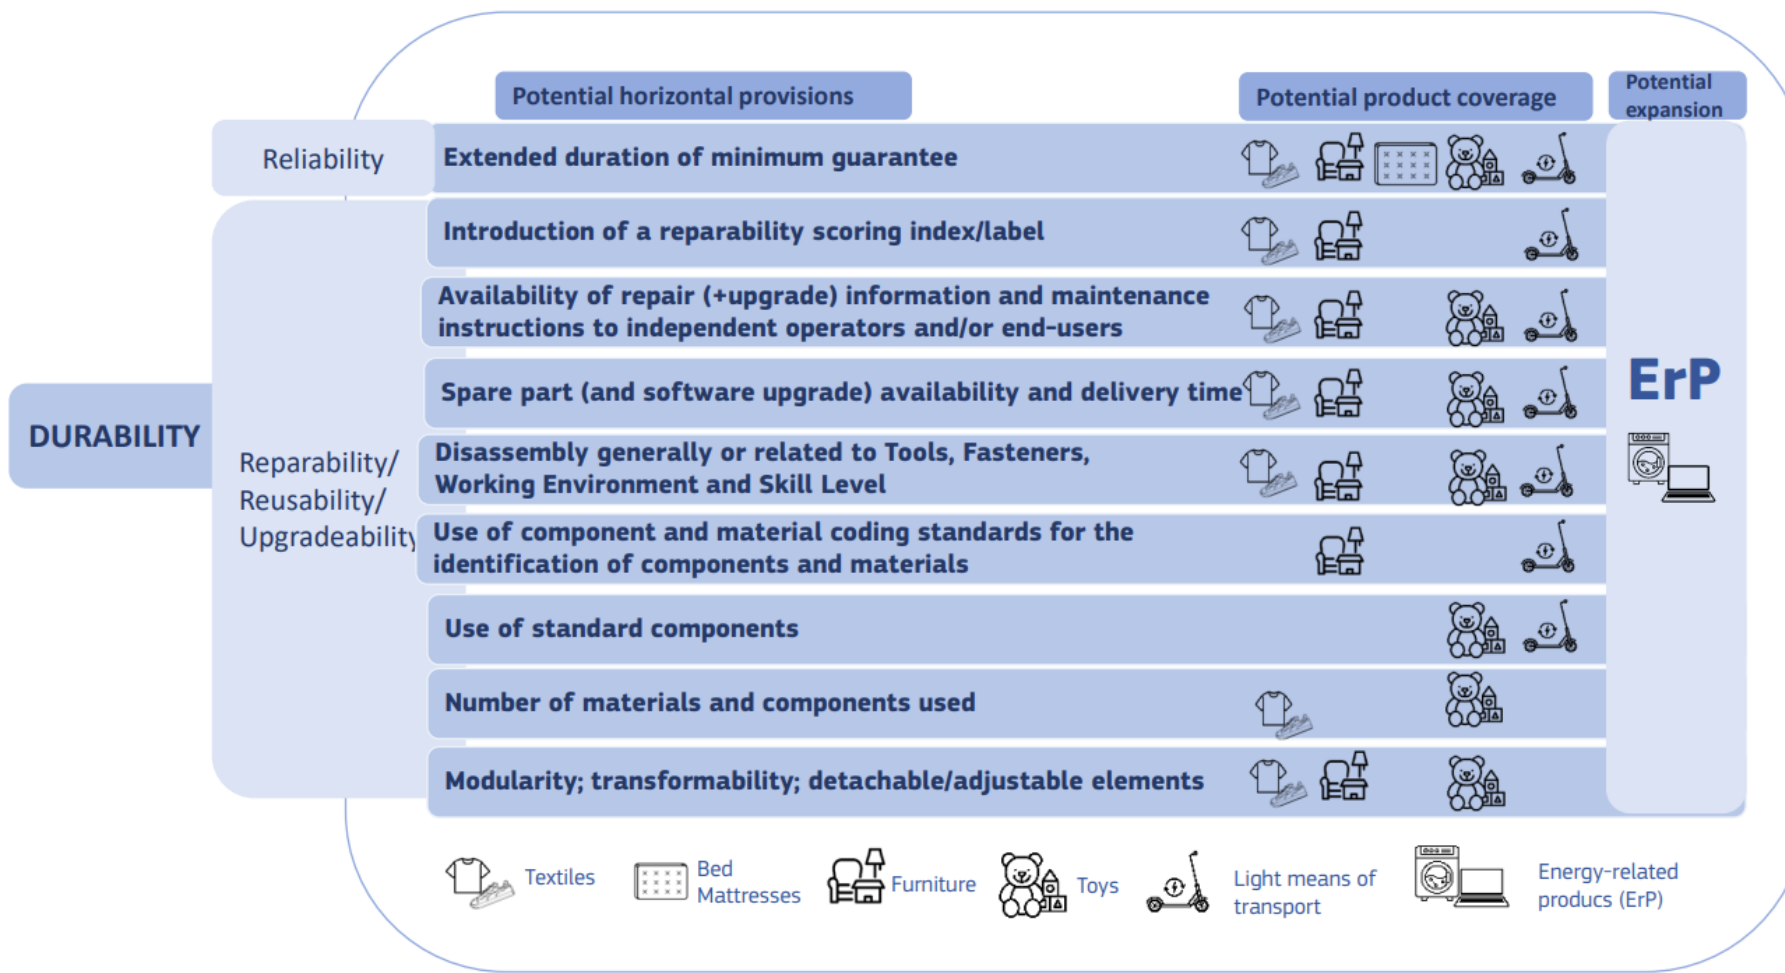 Potential horizontal provisions
Potential product coverage
Potential
expansion
Reliability
Extended duration of minimum guarantee
Introduction of a reparability scoring index/label
Availability of repair (+upgrade) information and maintenance
instructions to independent operators and/or end-users
Spare part (and software upgrade) availability and delivery time
ErP
DURABILITY
Reparability/
Reusability/
Upgradeability
Disassembly generally or related to Tools, Fasteners,
Working Environment and Skill Level
Use of component and material coding standards for the
identification of components and materials
Use of standard components
Number of materials and components used
Modularity; transformability; detachable/adjustable elements
Textiles
Bed
Mattresses
Furniture
Toys
Light means of
transport
Energy-related
producs (ErP)